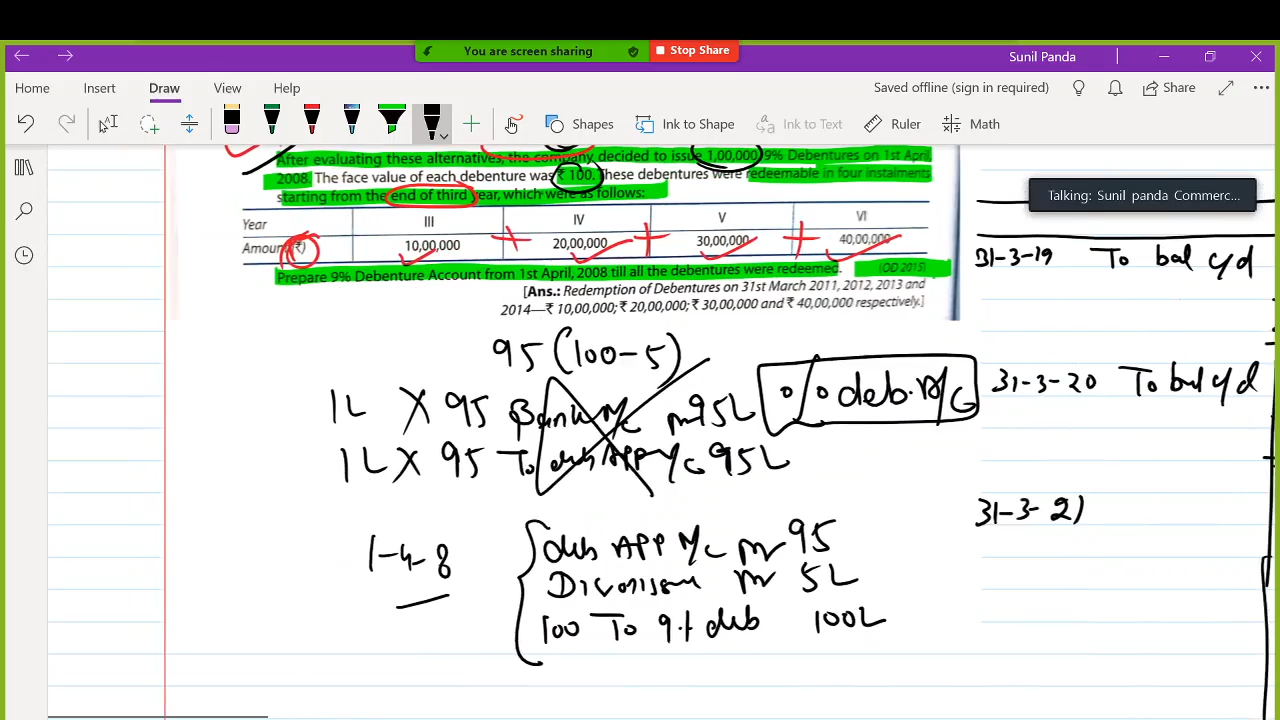 Sunil Panda
You are screen sharing
Stop Share
Home Insert Draw View Help
Saved offline (sign in required)
Share
Shapes
Ink to Shape
Ink to Text
Ruler
Math
Talking: Sunil panda Commerc...
After evaluating these alternatives, the company decided to issue 1,00,000, 9% Debentures on 1st April,
2008. The face value of each debenture was ₹ 100. These debentures were redeemable in four instalments
starting from the end of third year, which were as follows:
Year III IV V VI
Amount (₹) 10,00,000 20,00,000 30,00,000 40,00,000
Prepare 9% Debenture Account from 1st April, 2008 till all the debentures were redeemed. (OD 2015)
[Ans.: Redemption of Debentures on 31st March 2011, 2012, 2013 and
2014—₹ 10,00,000; ₹ 20,00,000; ₹ 30,00,000 and ₹ 40,00,000 respectively.]
31-3-19 To bal c/d
95 (100-5)
1L X 95 Bank A/c Dr 95L
% deb. A/c
31-3-20 To bal c/d
1L X 95 To deb APP A/c 95L
31-3-21
1-4-8
deb APP A/c Dr 95
Dr 5L
100 To 9% deb 100L